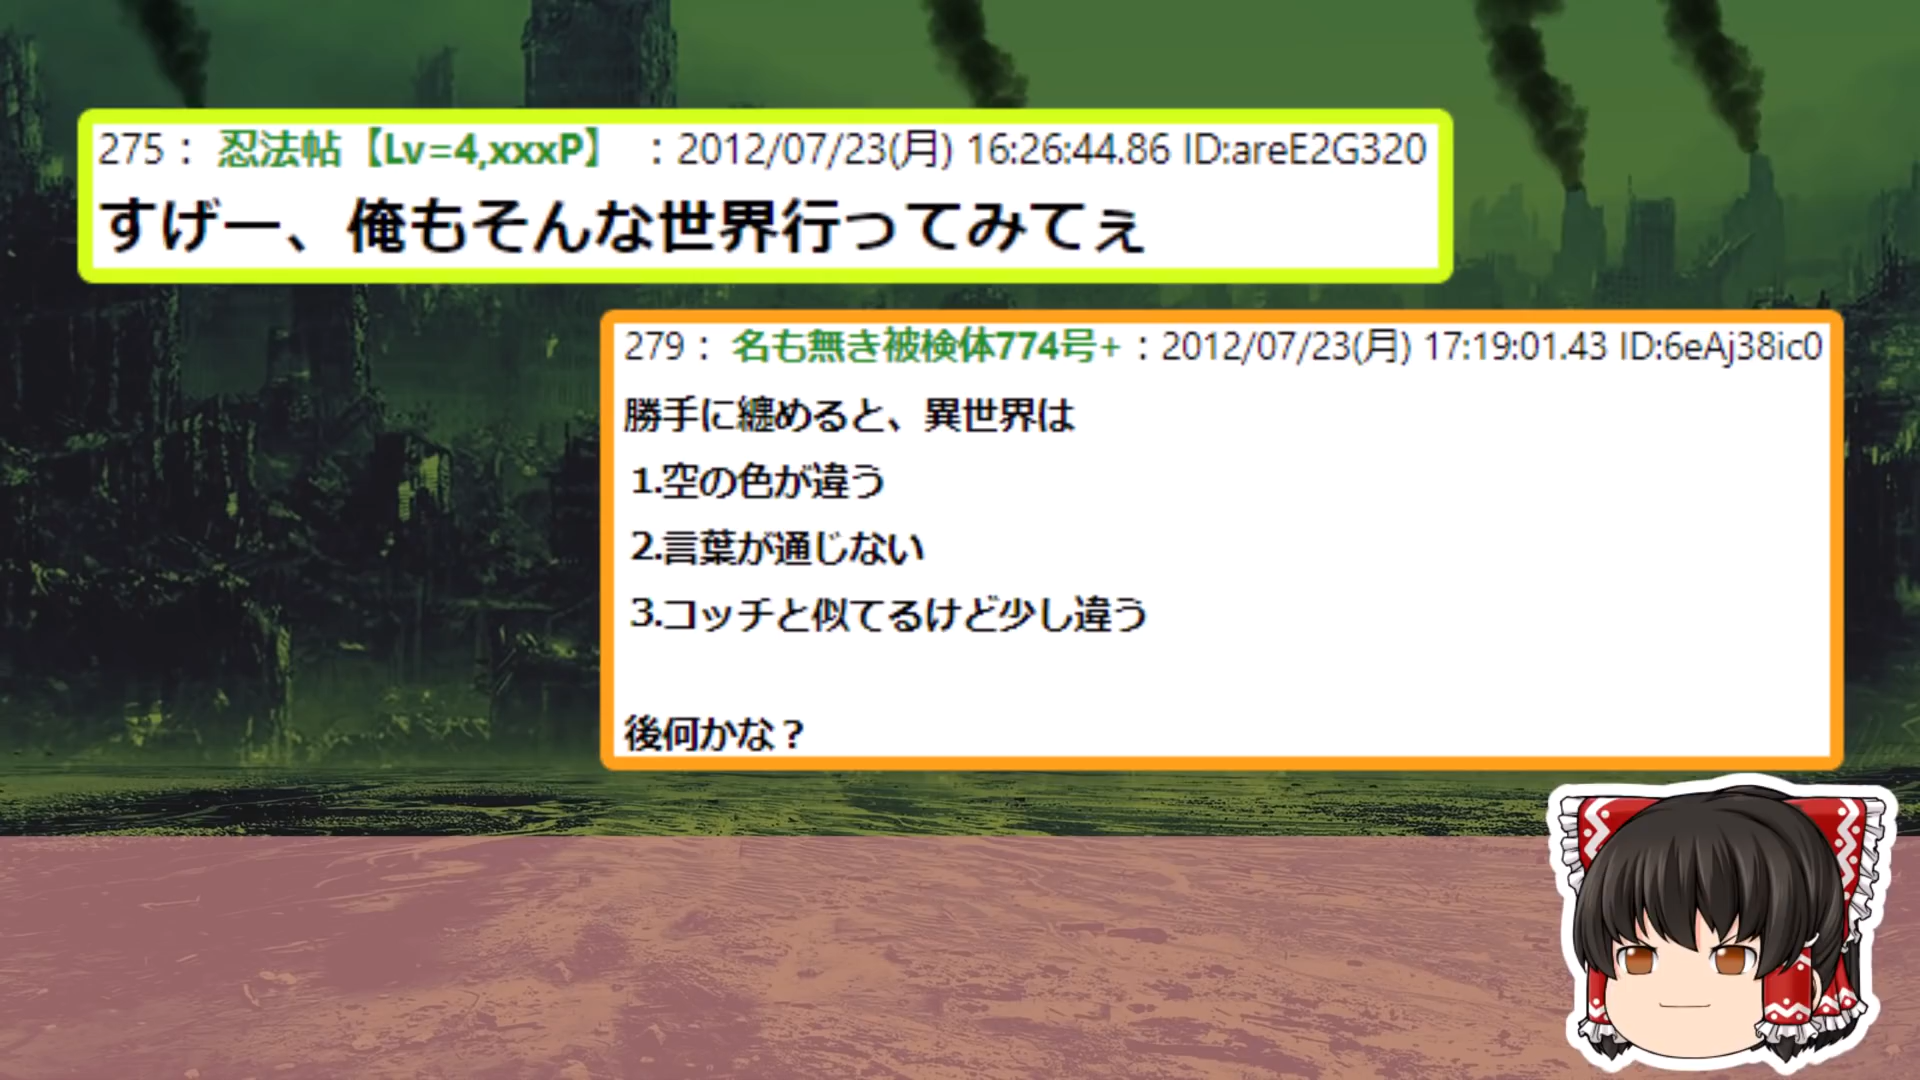 275： 忍法帖【Lv=4,xxxP】 ：2012/07/23(月) 16:26:44.86 ID:areE2G320
すげー、俺もそんな世界行ってみてぇ
279： 名も無き被検体774号+：2012/07/23(月) 17:19:01.43 ID:6eAj38ic0
勝手に纏めると、異世界は
1.空の色が違う
2.言葉が通じない
3.コッチと似てるけど少し違う
後何かな？